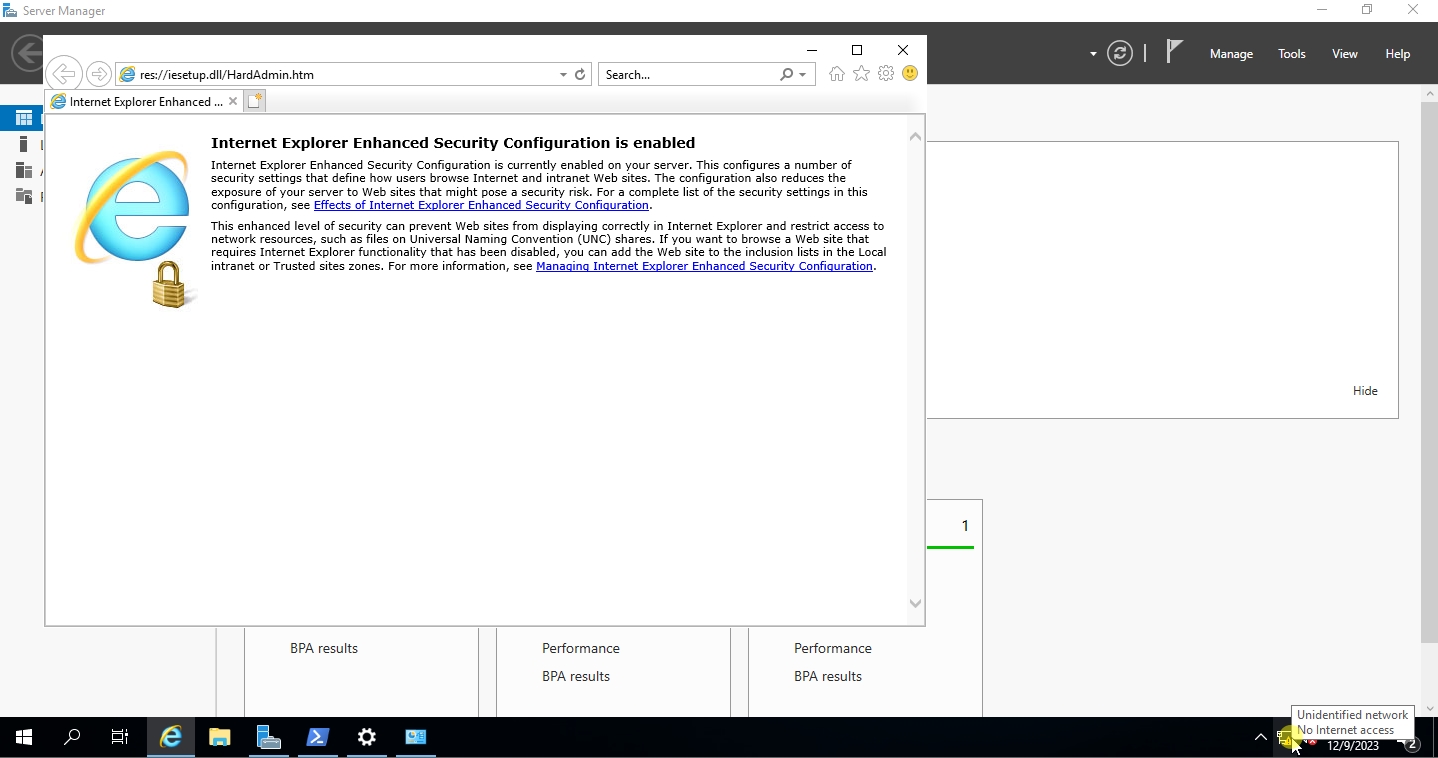 Server Manager
Manage
Tools
View
Help
res://iesetup.dll/HardAdmin.htm
Search...
Internet Explorer Enhanced ...
Internet Explorer Enhanced Security Configuration is enabled
Internet Explorer Enhanced Security Configuration is currently enabled on your server. This configures a number of
security settings that define how users browse Internet and intranet Web sites. The configuration also reduces the
exposure of your server to Web sites that might pose a security risk. For a complete list of the security settings in this
configuration, see Effects of Internet Explorer Enhanced Security Configuration.
This enhanced level of security can prevent Web sites from displaying correctly in Internet Explorer and restrict access to
network resources, such as files on Universal Naming Convention (UNC) shares. If you want to browse a Web site that
requires Internet Explorer functionality that has been disabled, you can add the Web site to the inclusion lists in the Local
intranet or Trusted sites zones. For more information, see Managing Internet Explorer Enhanced Security Configuration.
Hide
1
BPA results
Performance
BPA results
Performance
BPA results
Unidentified network
No Internet access
12/9/2023
2